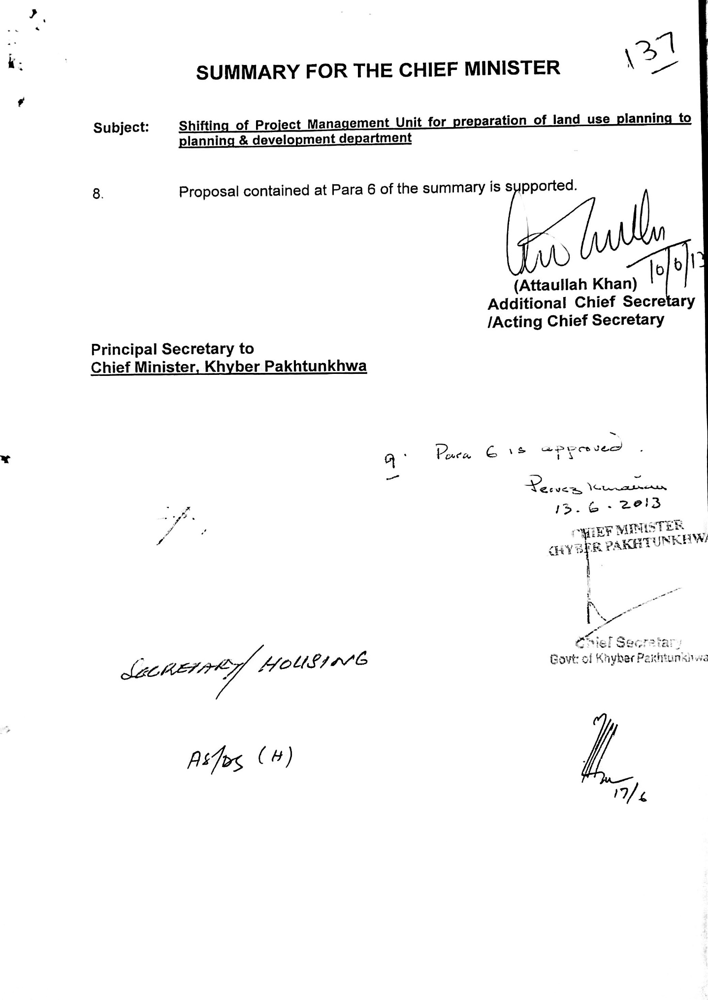 137
SUMMARY FOR THE CHIEF MINISTER
Subject: Shifting of Project Management Unit for preparation of land use planning to
planning & development department
8. Proposal contained at Para 6 of the summary is supported.
10/6/13
(Attaullah Khan)
Additional Chief Secretary
/Acting Chief Secretary
Principal Secretary to
Chief Minister, Khyber Pakhtunkhwa
9. Para 6 is approved.
Pervez Khattak
13.6.2013
CHIEF MINISTER
KHYBER PAKHTUNKHWA
Chief Secretary
Govt: of Khyber Pakhtunkhwa
SECRETARY/HOUSING
AS/DS (H)
17/6